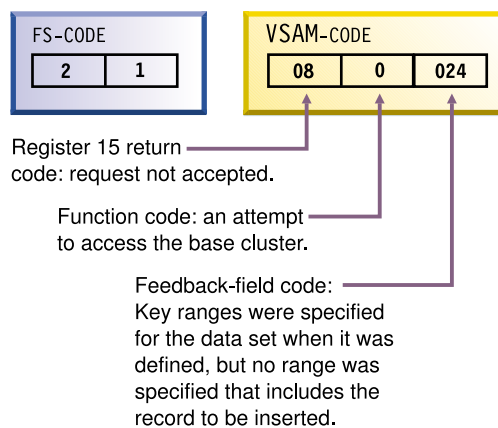 FS-CODE
2 1
VSAM-CODE
08 0 024
Register 15 return
code: request not accepted.
Function code: an attempt
to access the base cluster.
Feedback-field code:
Key ranges were specified
for the data set when it was
defined, but no range was
specified that includes the
record to be inserted.